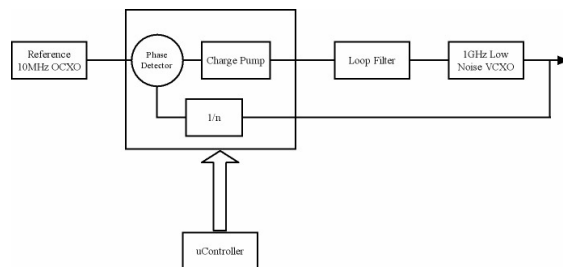 Reference
10MHz OCXO
Phase
Detector
Charge Pump
Loop Filter
1GHz Low
Noise VCXO
1/n
uController